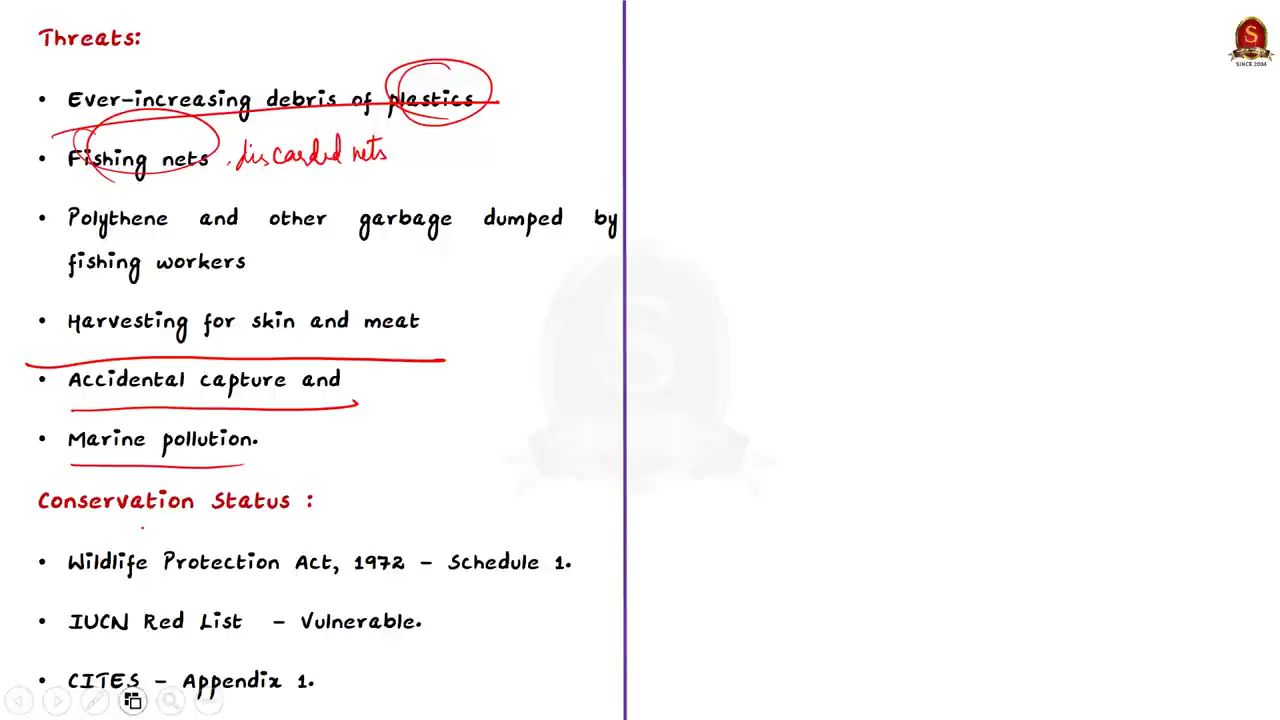 Threats:
• Ever-increasing debris of plastics
• Fishing nets , discarded nets
• Polythene and other garbage dumped by
fishing workers
• Harvesting for skin and meat
• Accidental capture and
• Marine pollution.
Conservation Status :
• Wildlife Protection Act, 1972 - Schedule 1.
• IUCN Red List - Vulnerable.
• CITES - Appendix 1.
S
SINCE 2004
S